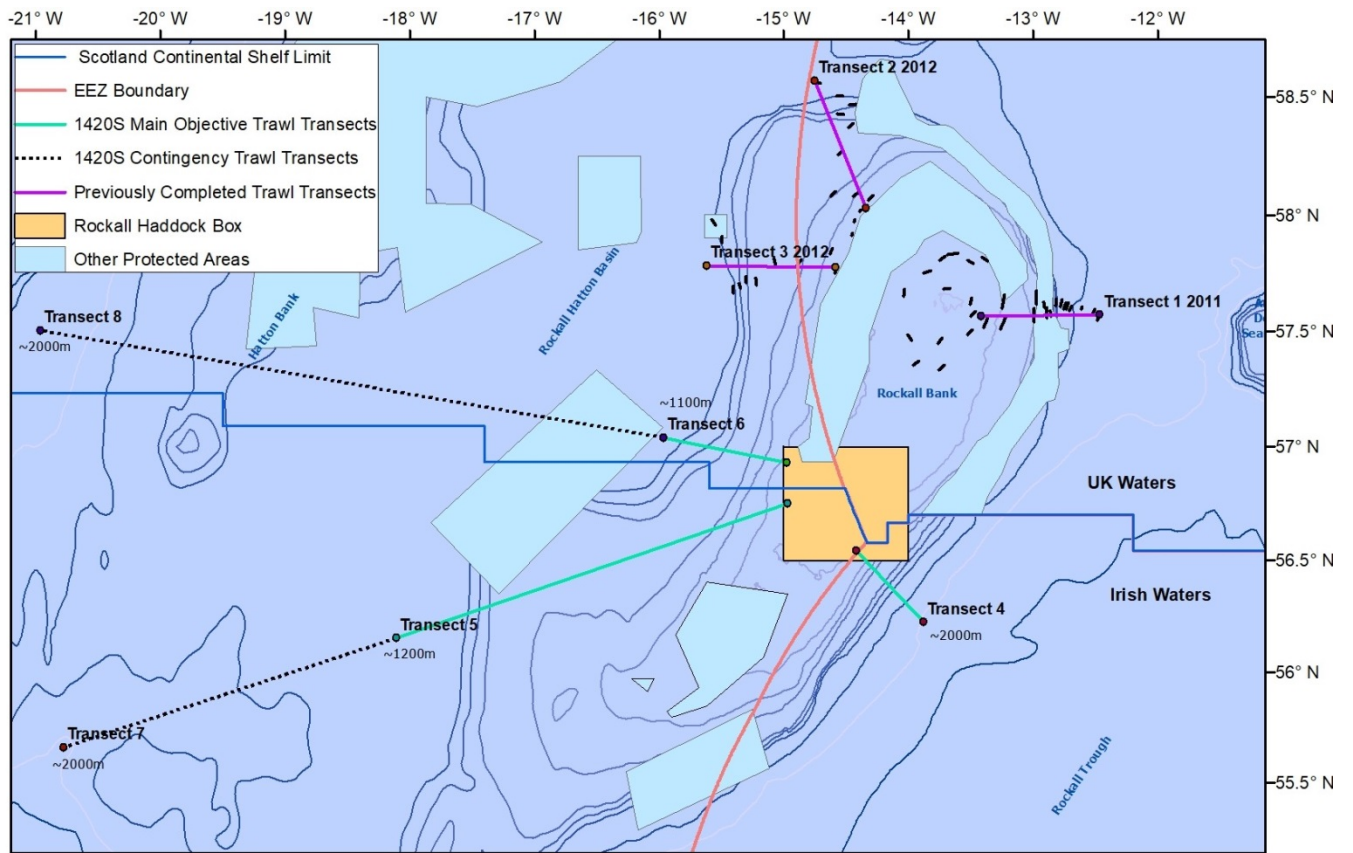 -21° W -20° W -19° W -18° W -17° W -16° W -15° W -14° W -13° W -12° W
Scotland Continental Shelf Limit
EEZ Boundary
1420S Main Objective Trawl Transects
1420S Contingency Trawl Transects
Previously Completed Trawl Transects
Rockall Haddock Box
Other Protected Areas
Transect 2 2012
58.5° N
58° N
Transect 3 2012
Rockall Hatton Basin
Hatton Bank
Transect 1 2011
57.5° N
Transect 8
~2000m
Rockall Bank
~1100m
Transect 6
57° N
UK Waters
56.5° N
Irish Waters
Transect 4
~2000m
Transect 5
~1200m
56° N
Transect 7
~2000m
Rockall Trough
55.5° N